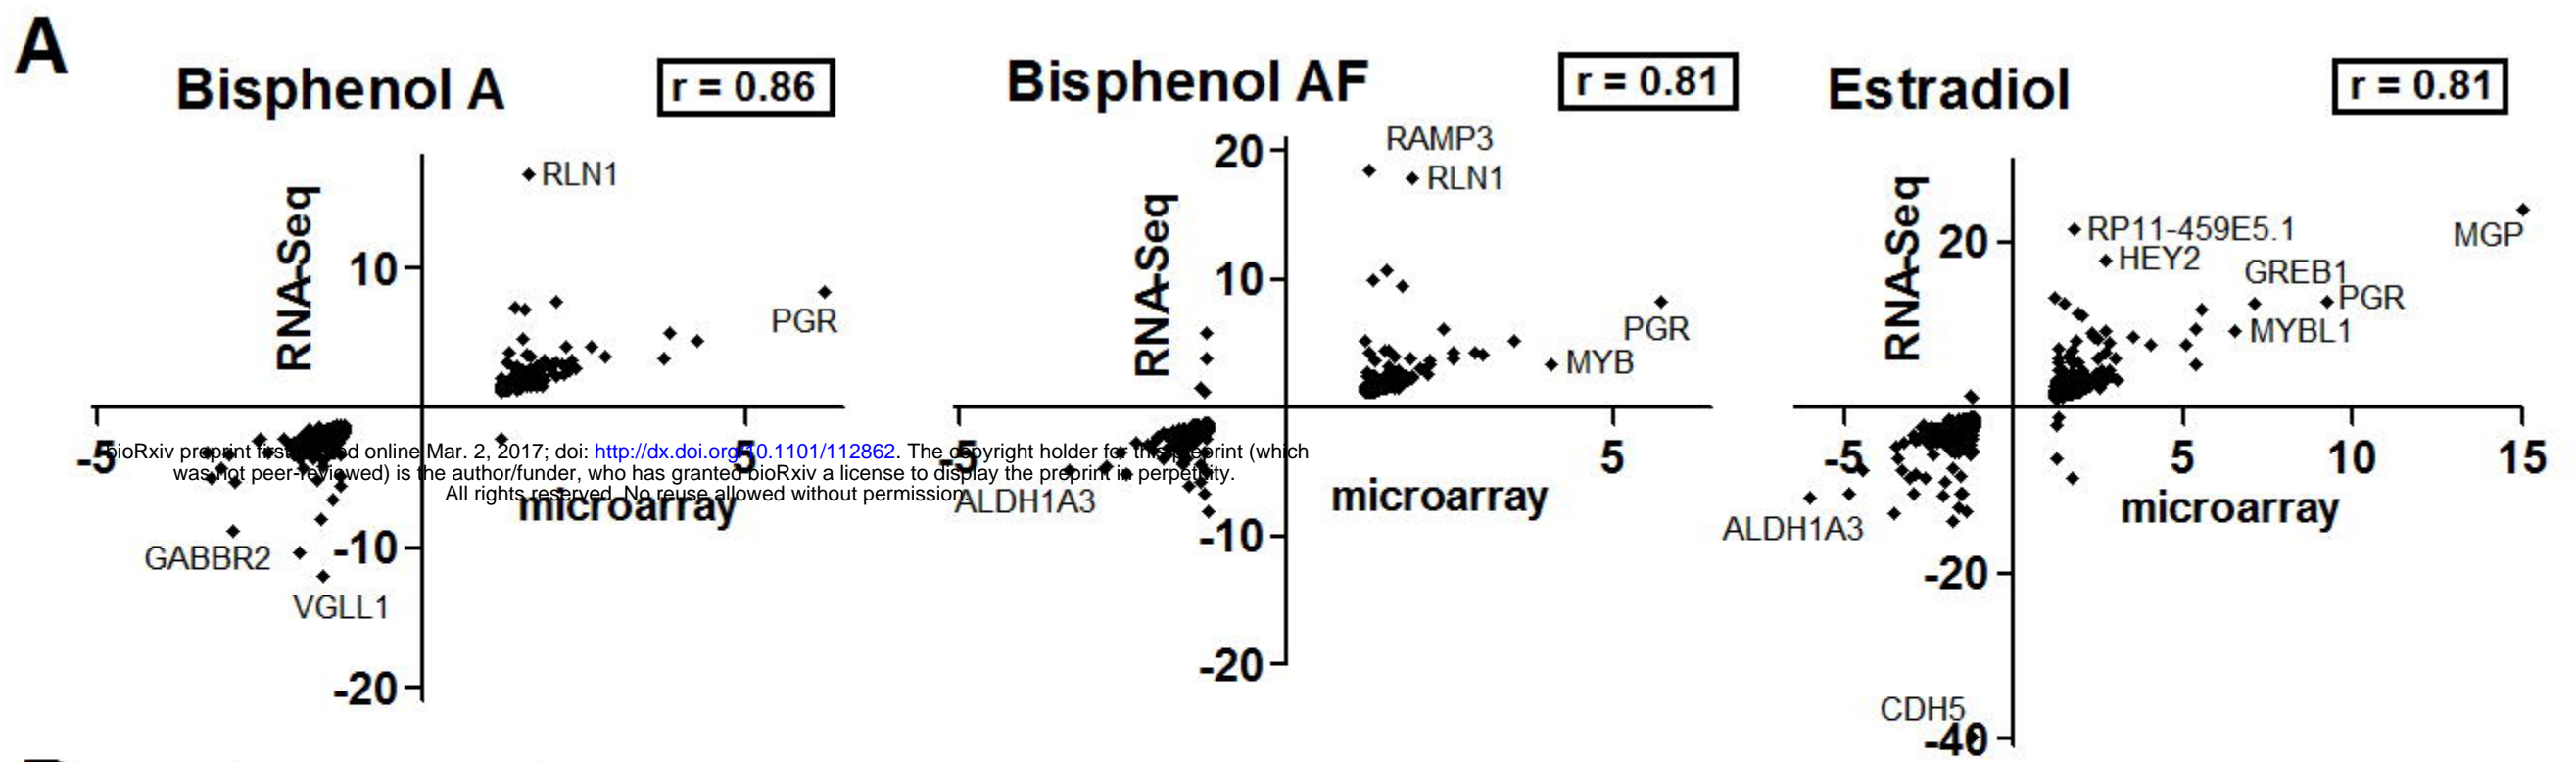 A
Bisphenol A
r = 0.86
RNA-Seq
RLN1
10
PGR
-5
5
microarray
GABBR2
-10
VGLL1
-20
Bisphenol AF
r = 0.81
RNA-Seq
20
RAMP3
RLN1
10
PGR
MYB
-5
5
ALDH1A3
microarray
-10
-20
Estradiol
r = 0.81
RNA-Seq
20
RP11-459E5.1
MGP
HEY2
GREB1
PGR
MYBL1
-5
5
10
15
ALDH1A3
microarray
-20
CDH5
-40
bioRxiv preprint first posted online Mar. 2, 2017; doi: http://dx.doi.org/10.1101/112862. The copyright holder for this preprint (which
was not peer-reviewed) is the author/funder, who has granted bioRxiv a license to display the preprint in perpetuity.
All rights reserved. No reuse allowed without permission.